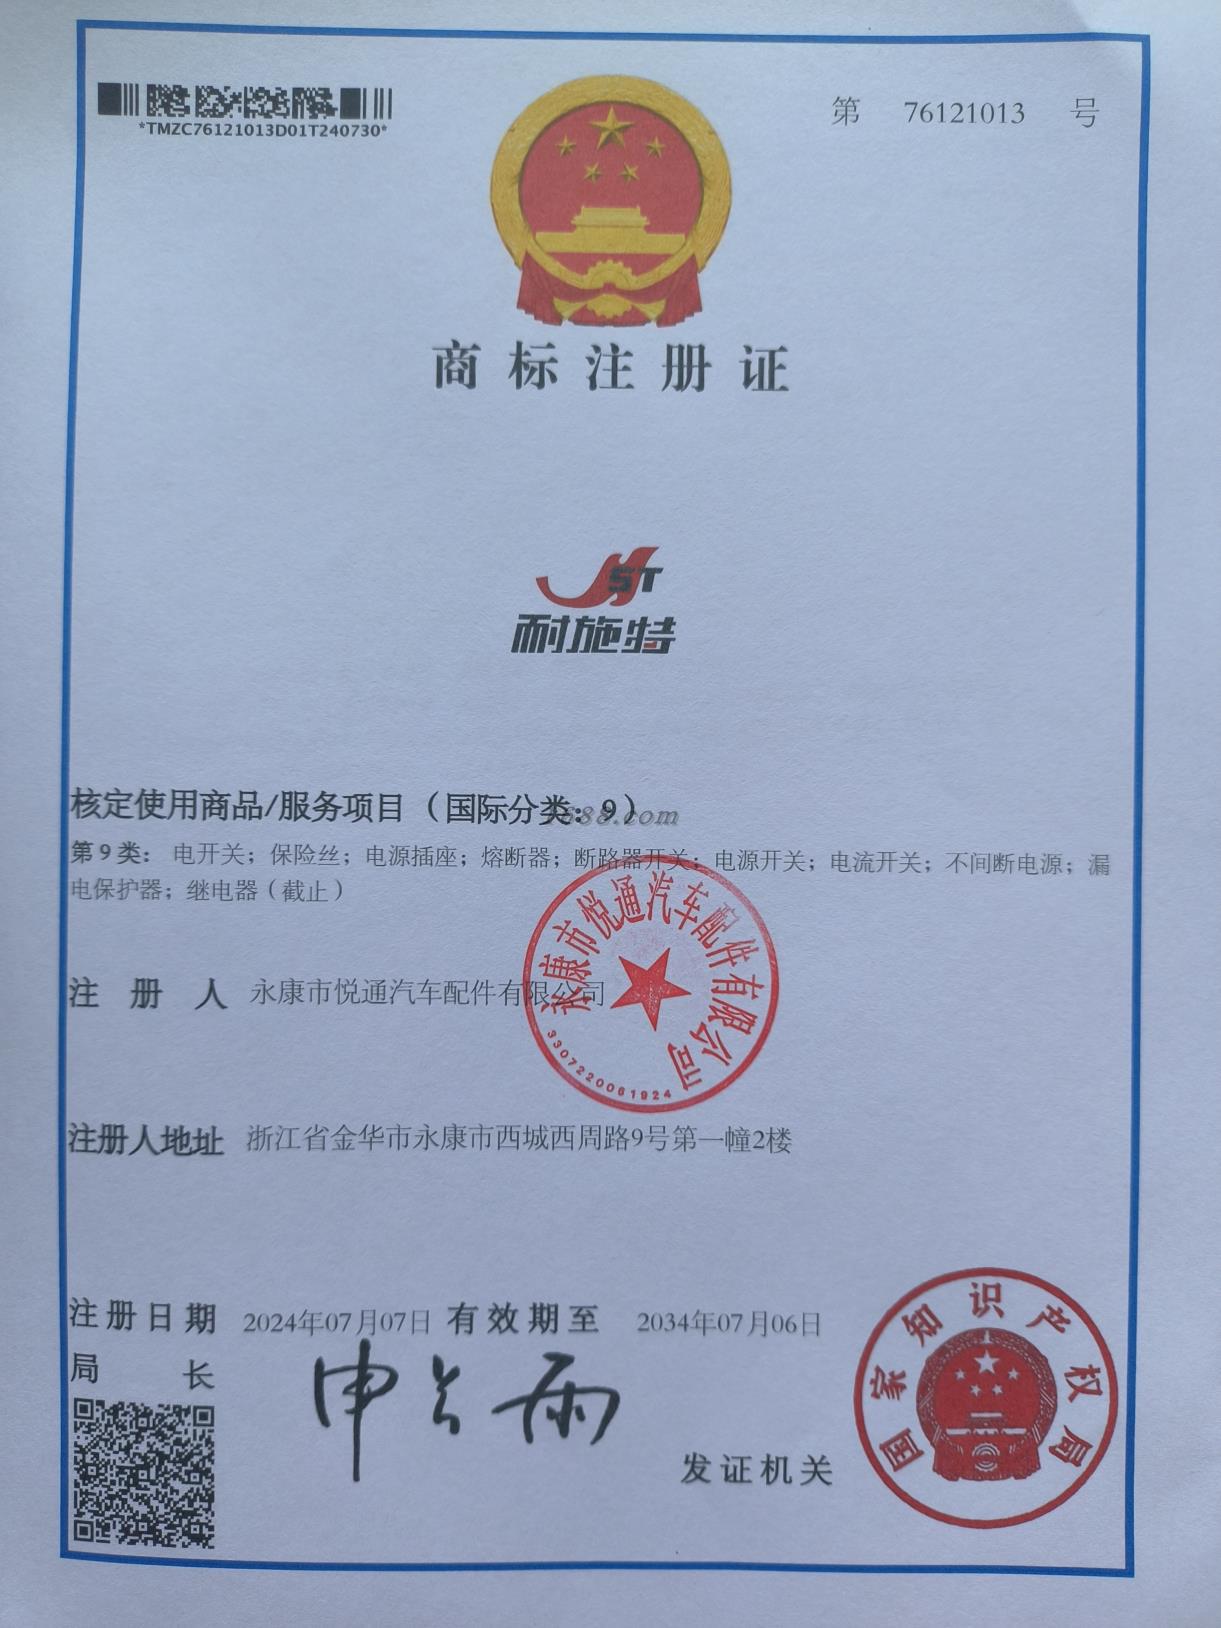 *TMZC76121013D01T240730*
第 76121013 号
商标注册证
ST
耐施特
核定使用商品/服务项目（国际分类：9）
1688.com
第9类：电开关；保险丝；电源插座；熔断器；断路器开关；电源开关；电流开关；不间断电源；漏
电保护器；继电器（截止）
注册人 永康市悦通汽车配件有限公司
永康市悦通汽车配件有限公司
3307220061924
注册人地址 浙江省金华市永康市西城西周路9号第一幢2楼
注册日期 2024年07月07日 有效期至 2034年07月06日
局长 申长雨
发证机关
国家知识产权局